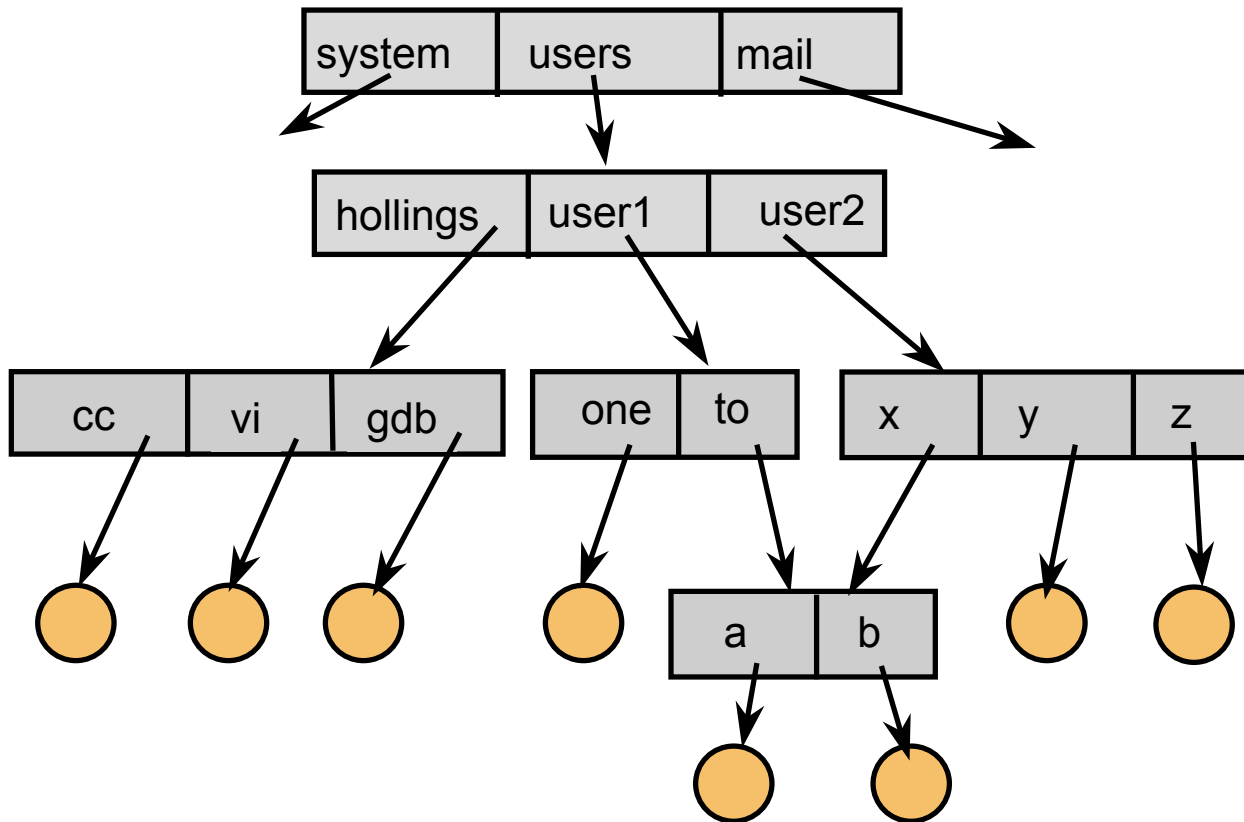 system users mail
hollings user1 user2
cc vi gdb one to x y z
a b